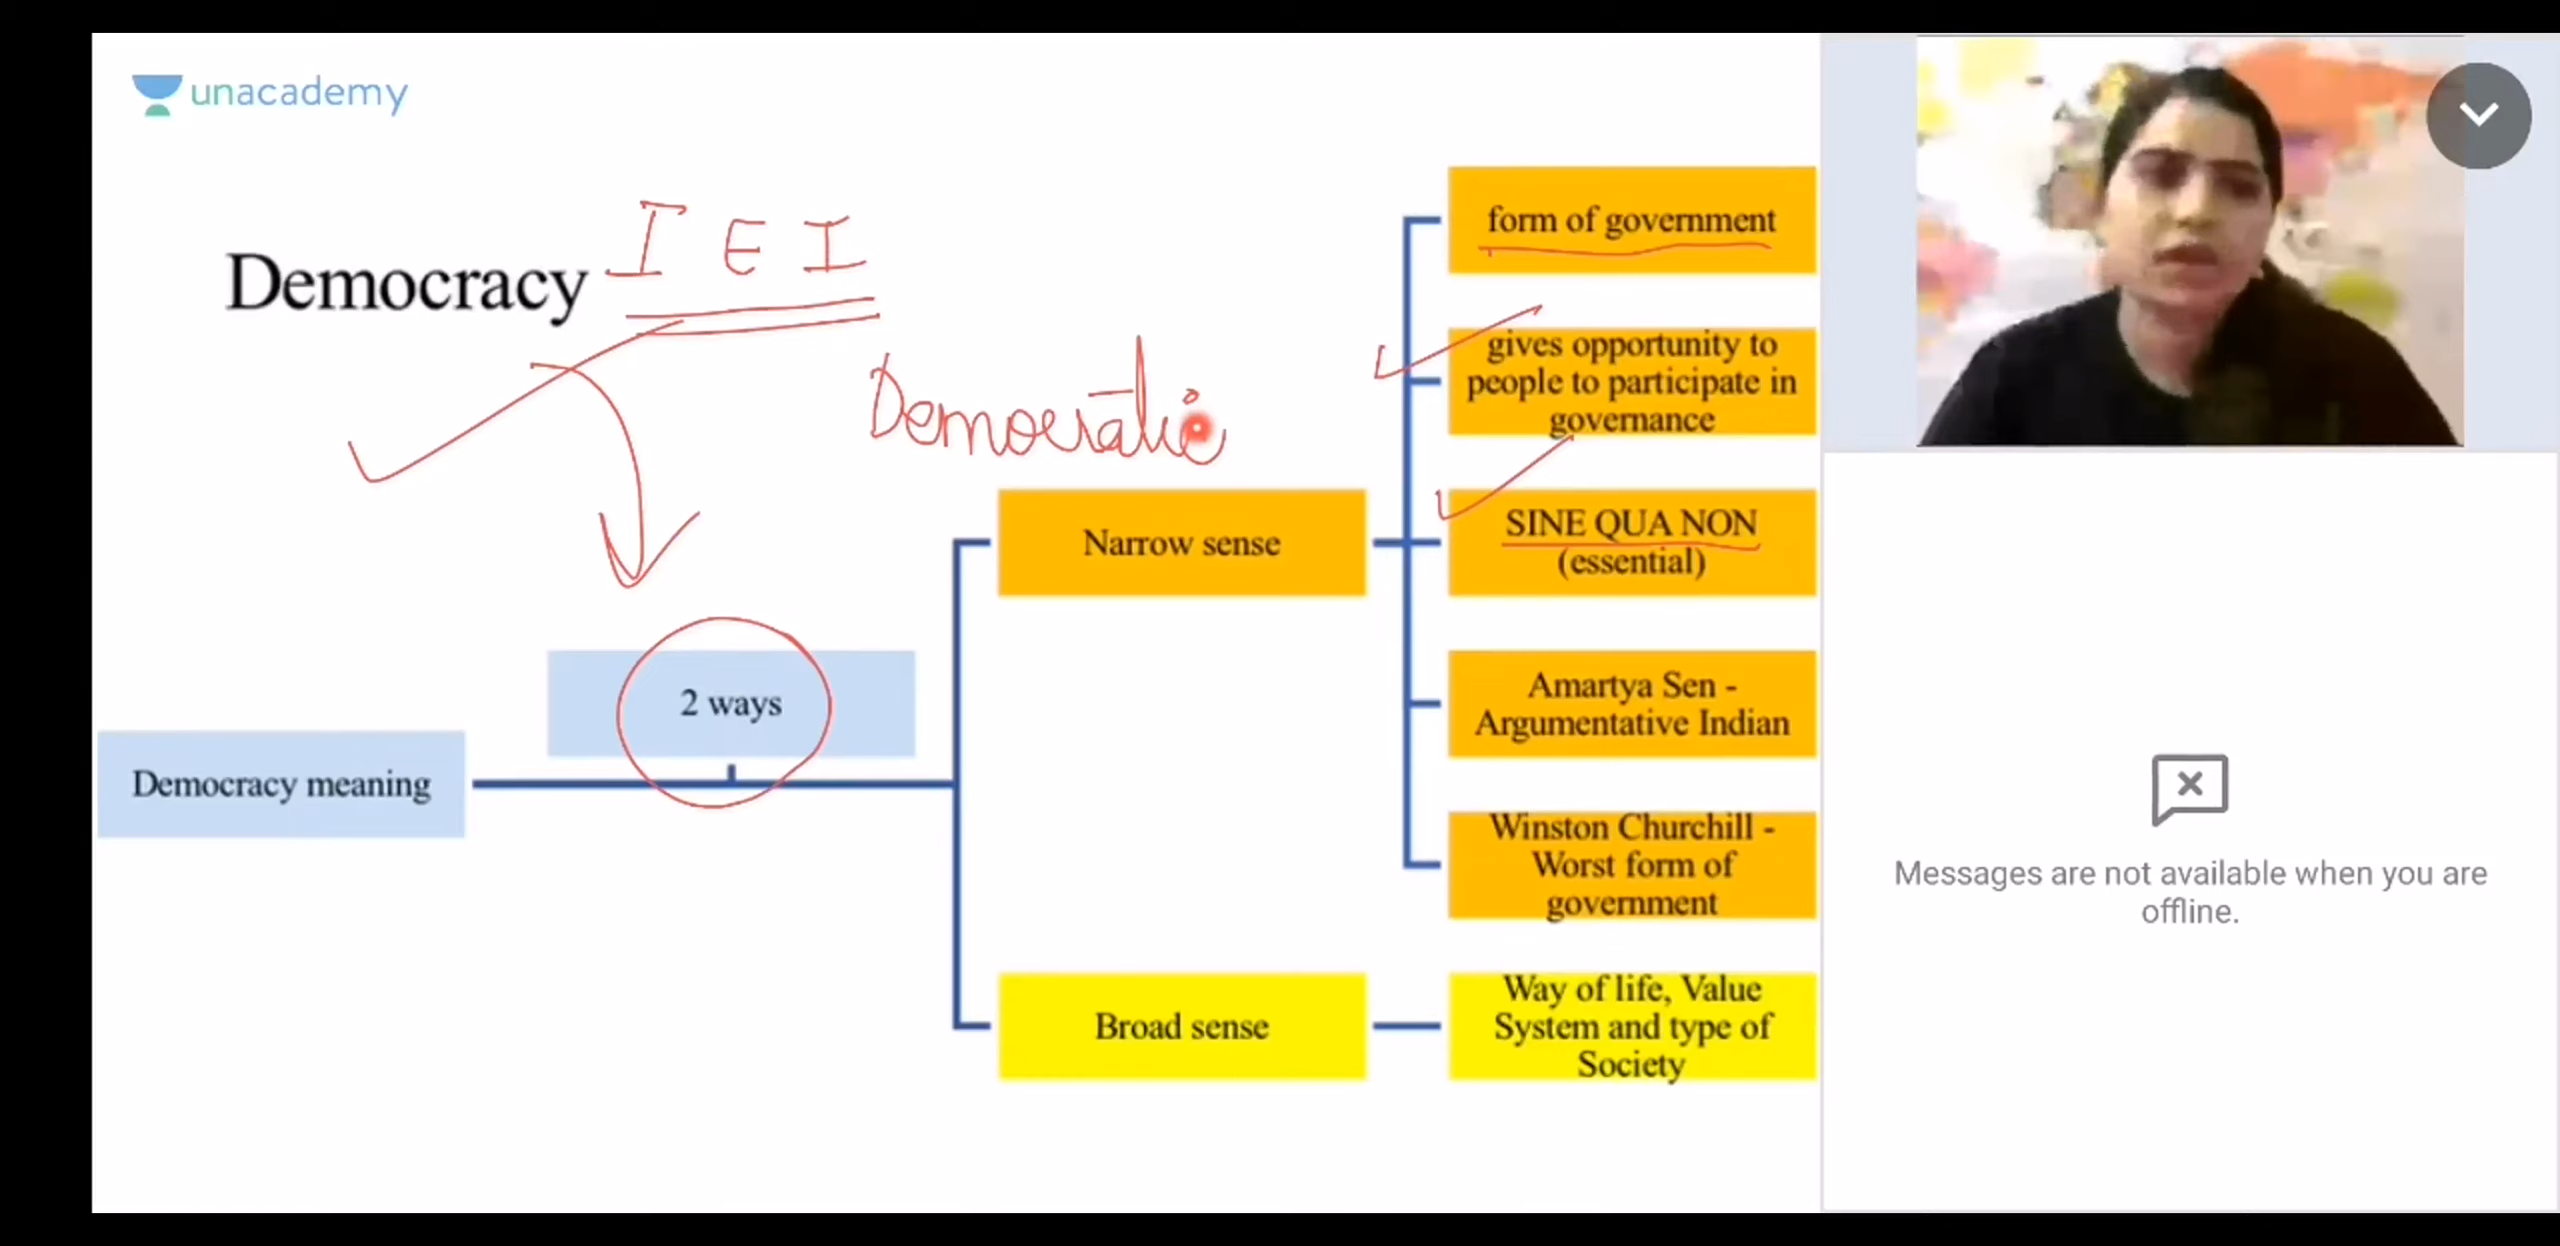 unacademy
Democracy
I E I
Democratic
form of government
gives opportunity to
people to participate in
governance
Narrow sense
SINE QUA NON
(essential)
2 ways
Amartya Sen -
Argumentative Indian
Democracy meaning
Winston Churchill -
Worst form of
government
Broad sense
Way of life, Value
System and type of
Society
Messages are not available when you are
offline.